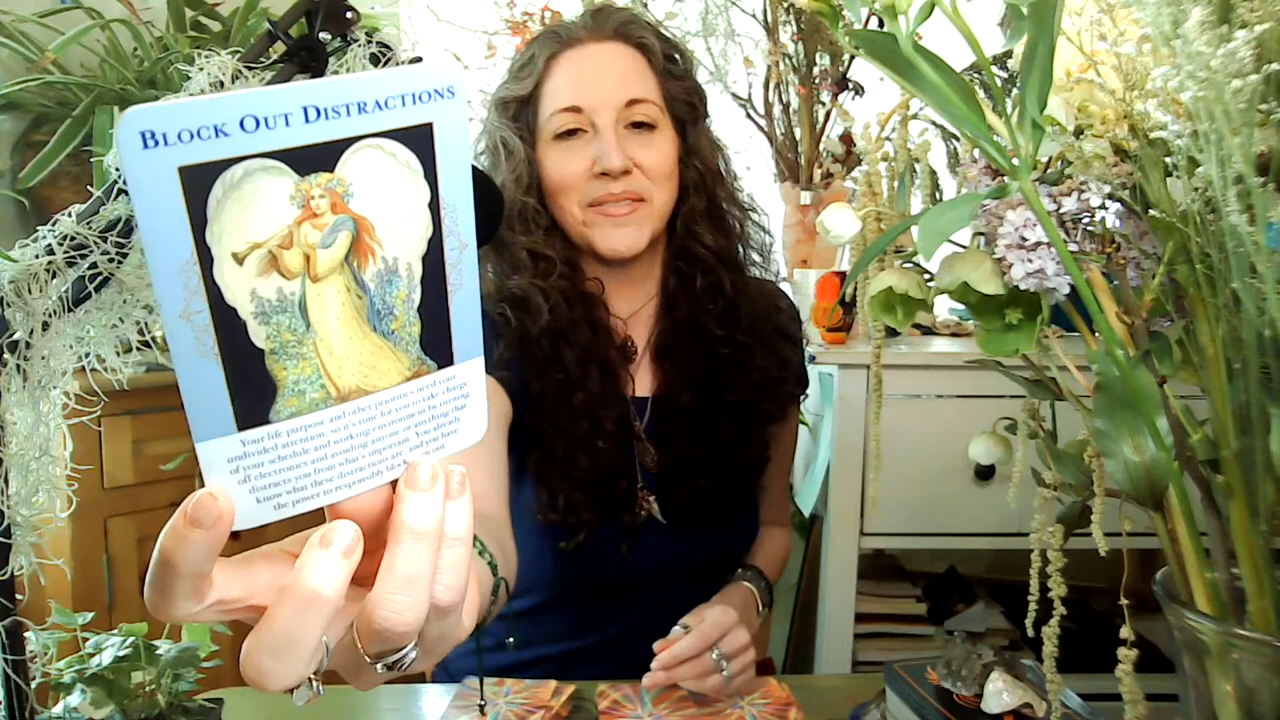 BLOCK OUT DISTRACTIONS
Your life purpose and other priorities need your
undivided attention, so it's time for you to take charge
of your schedule and working environment by turning
off electronics and avoiding anyone or anything that
distracts you from what's important. You already
know what these distractions are, and you have
the power to responsibly block out.